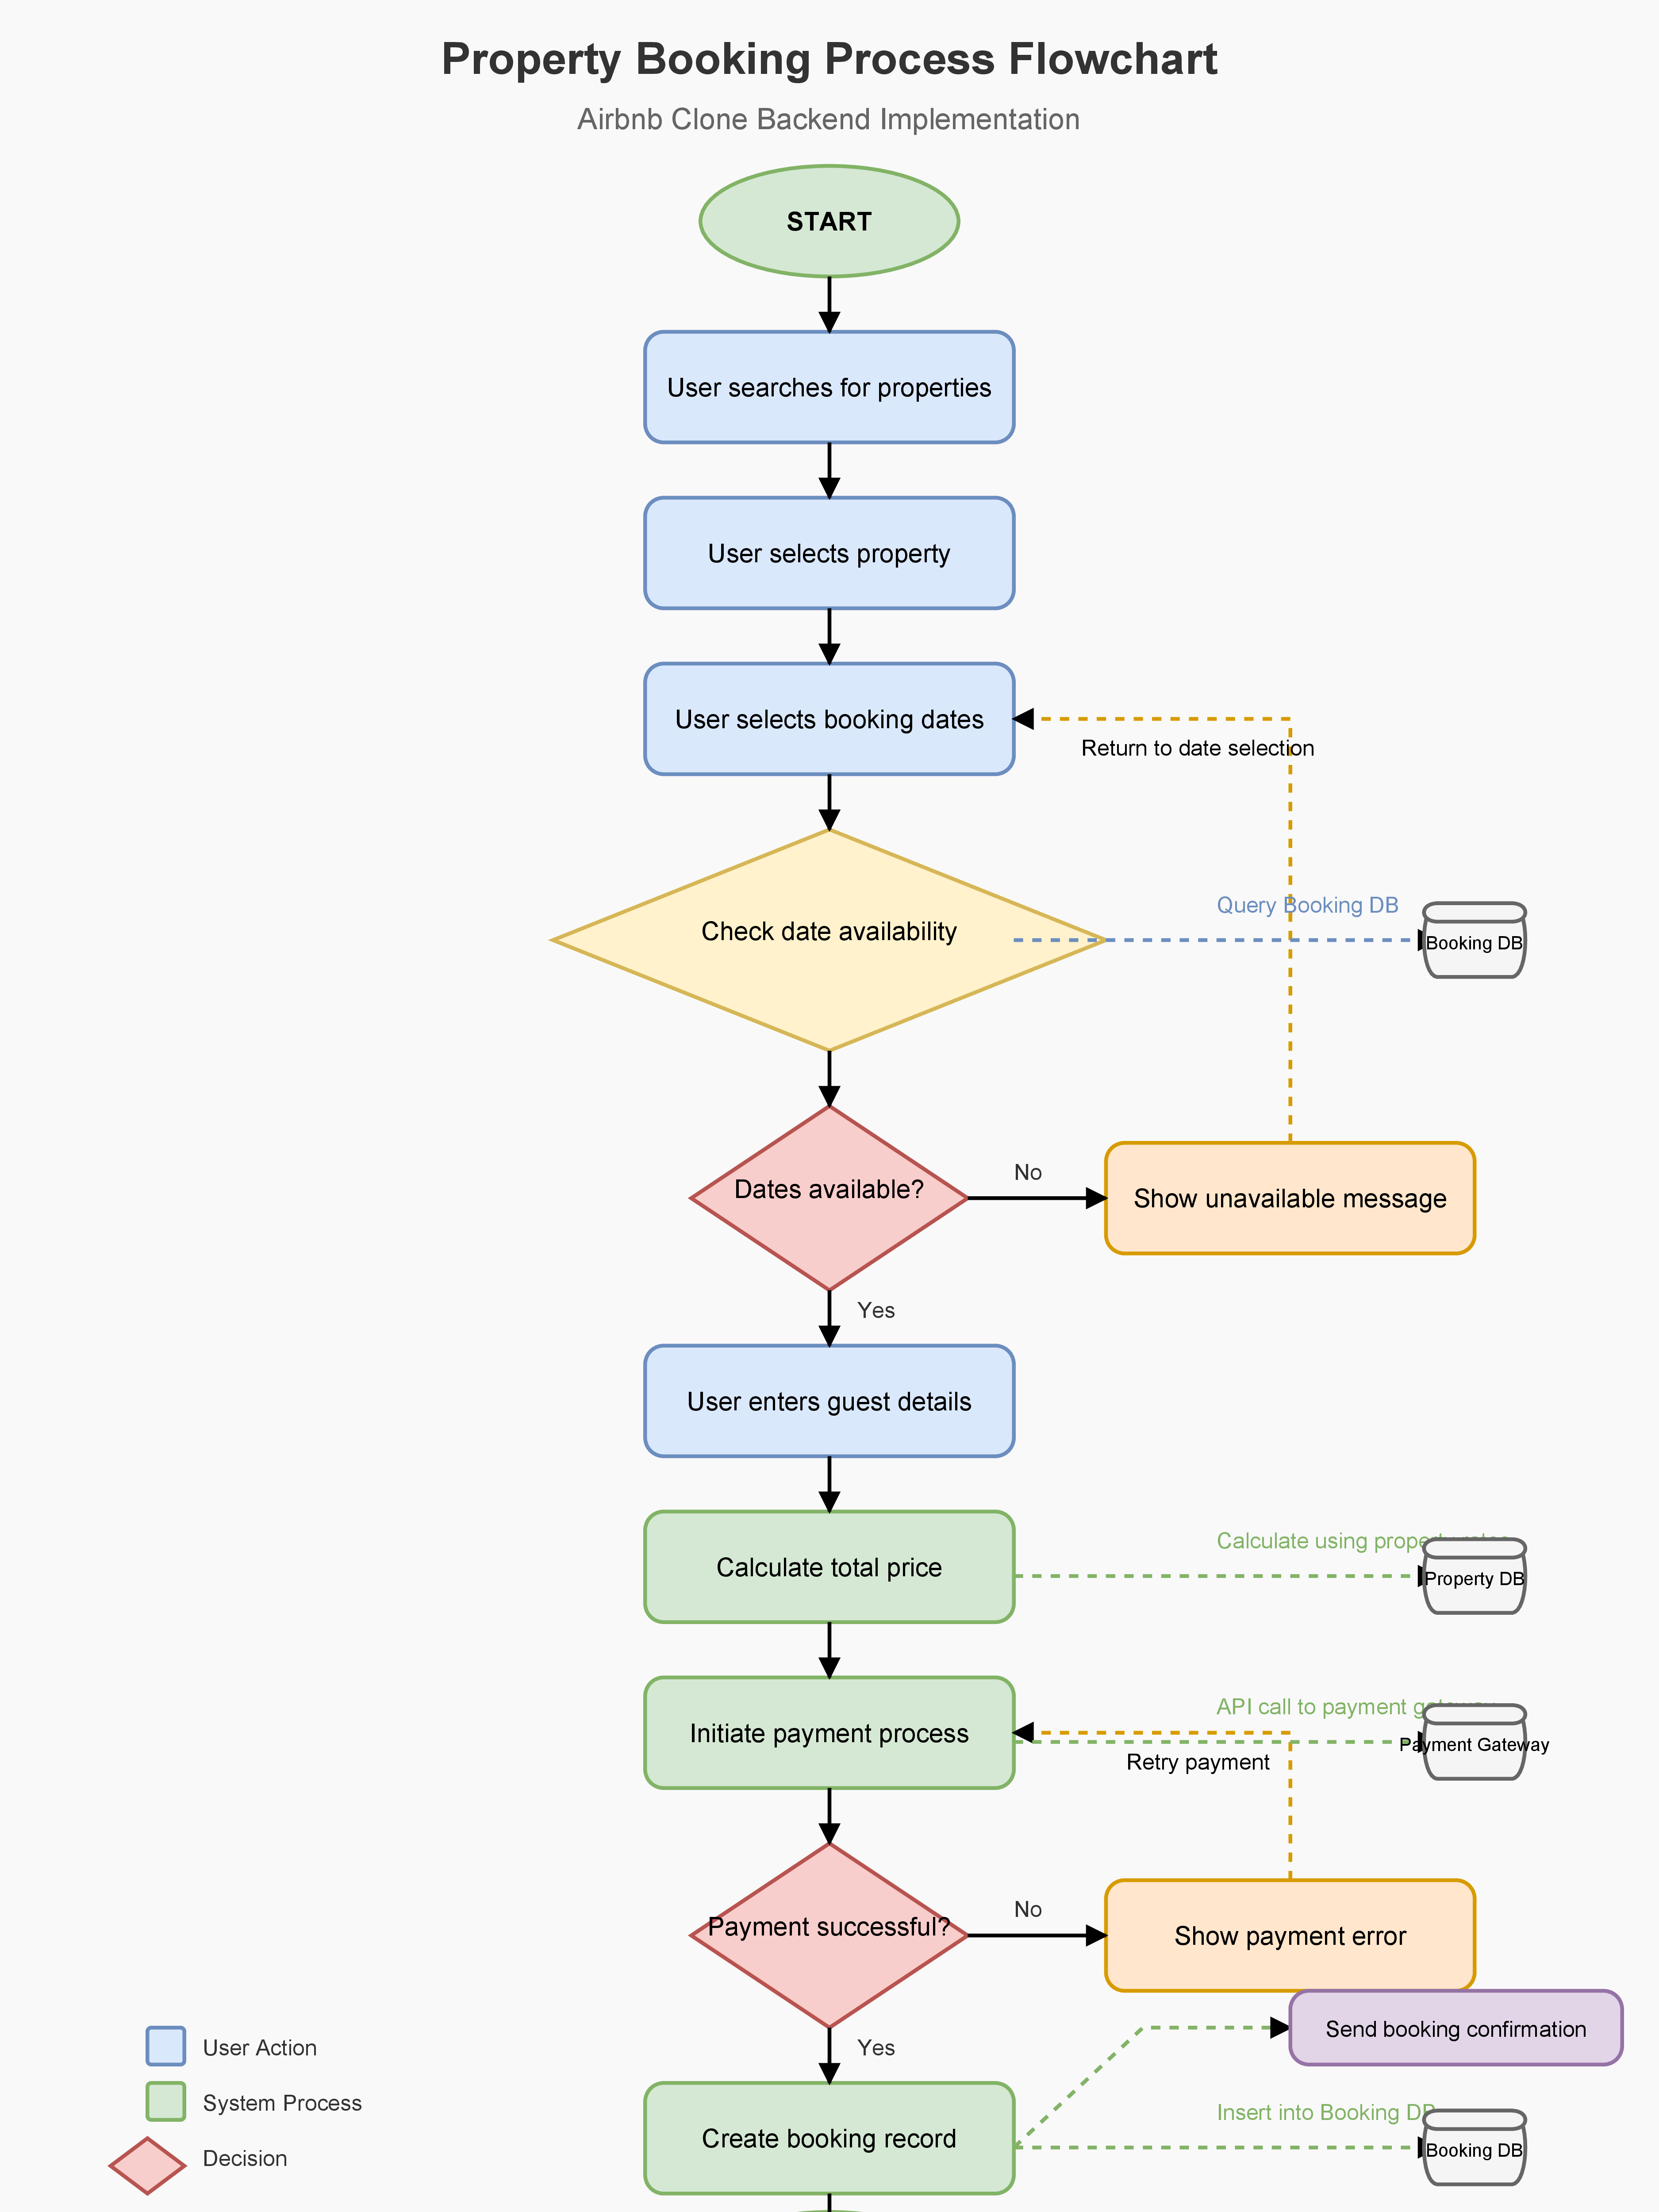 Property Booking Process Flowchart
Airbnb Clone Backend Implementation
START
User searches for properties
User selects property
User selects booking dates
Return to date selection
Check date availability
Query Booking DB
Booking DB
Dates available?
No
Show unavailable message
Yes
User enters guest details
Calculate total price
Calculate using property rates
Property DB
Initiate payment process
API call to payment gateway
Payment Gateway
Retry payment
Payment successful?
No
Show payment error
Yes
Send booking confirmation
Create booking record
Insert into Booking DB
Booking DB
User Action
System Process
Decision